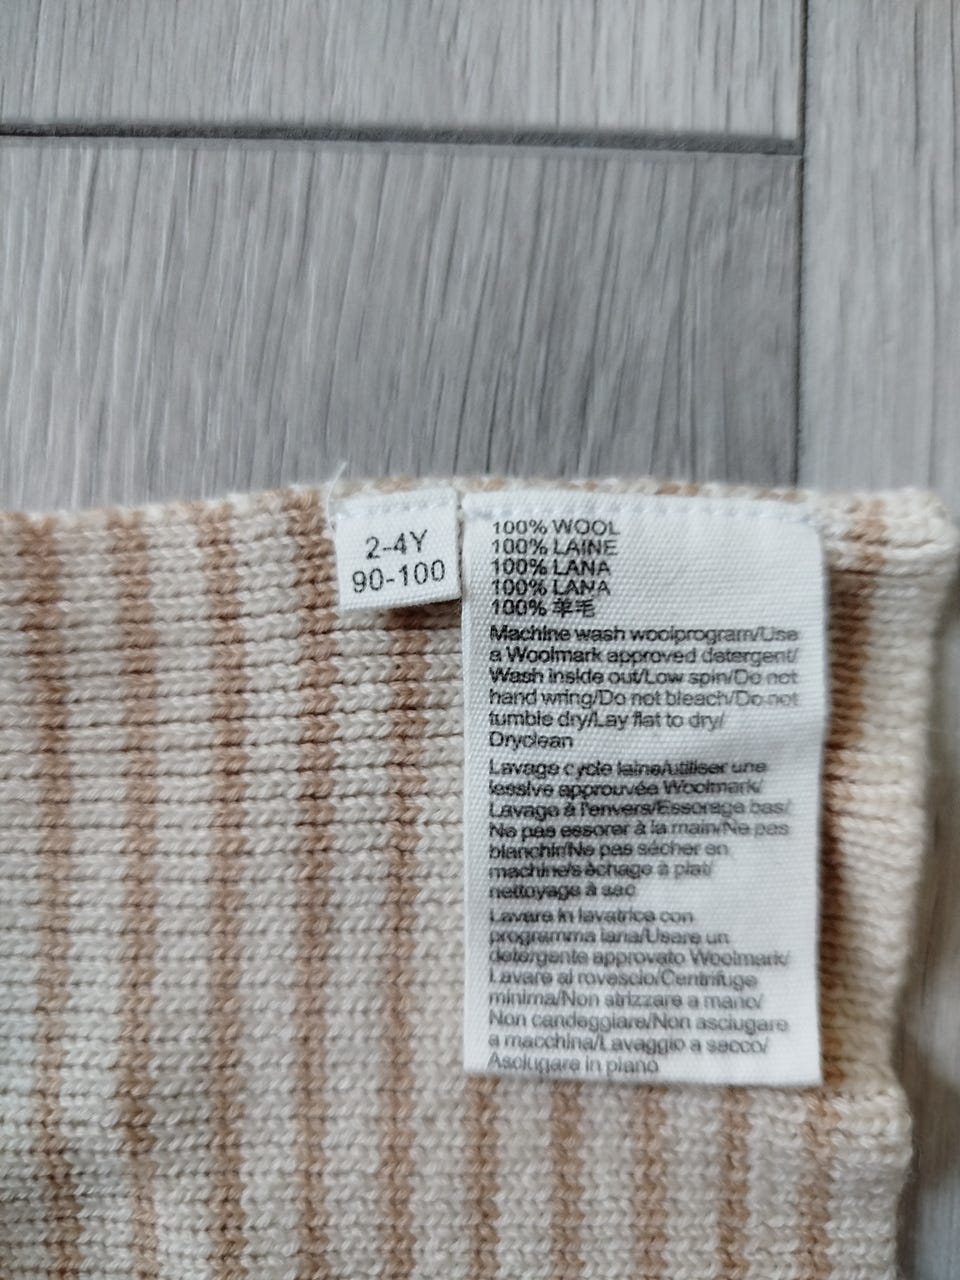 2-4Y
90-100
100% WOOL
100% LAINE
100% LANA
100% LANA
100% 羊毛
Machine wash woolprogram/Use
a Woolmark approved detergent/
Wash inside out/Low spin/Do not
hand wring/Do not bleach/Do not
tumble dry/Lay flat to dry/
Dryclean
Lavage cycle laine/utiliser une
lessive approuvée Woolmark/
Lavage à l'envers/Essorage bas/
Ne pas essorer à la main/Ne pas
blanchir/Ne pas sécher en
machine/sèchage à plat/
nettoyage à sec
Lavare in lavatrice con
programma lana/Usare un
detergente approvato Woolmark/
Lavare al rovescio/Centrifuge
minima/Non strizzare a mano/
Non candeggiare/Non asciugare
a macchina/Lavaggio a secco/
Asciugare in piano